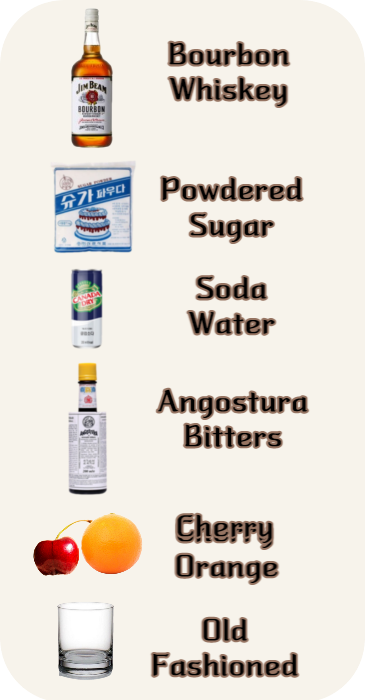 Bourbon
Whiskey
JIM BEAM
BOURBON
Powdered
Sugar
슈가 파우다
Soda
Water
CANADA
DRY
Angostura
Bitters
Cherry
Orange
Old
Fashioned